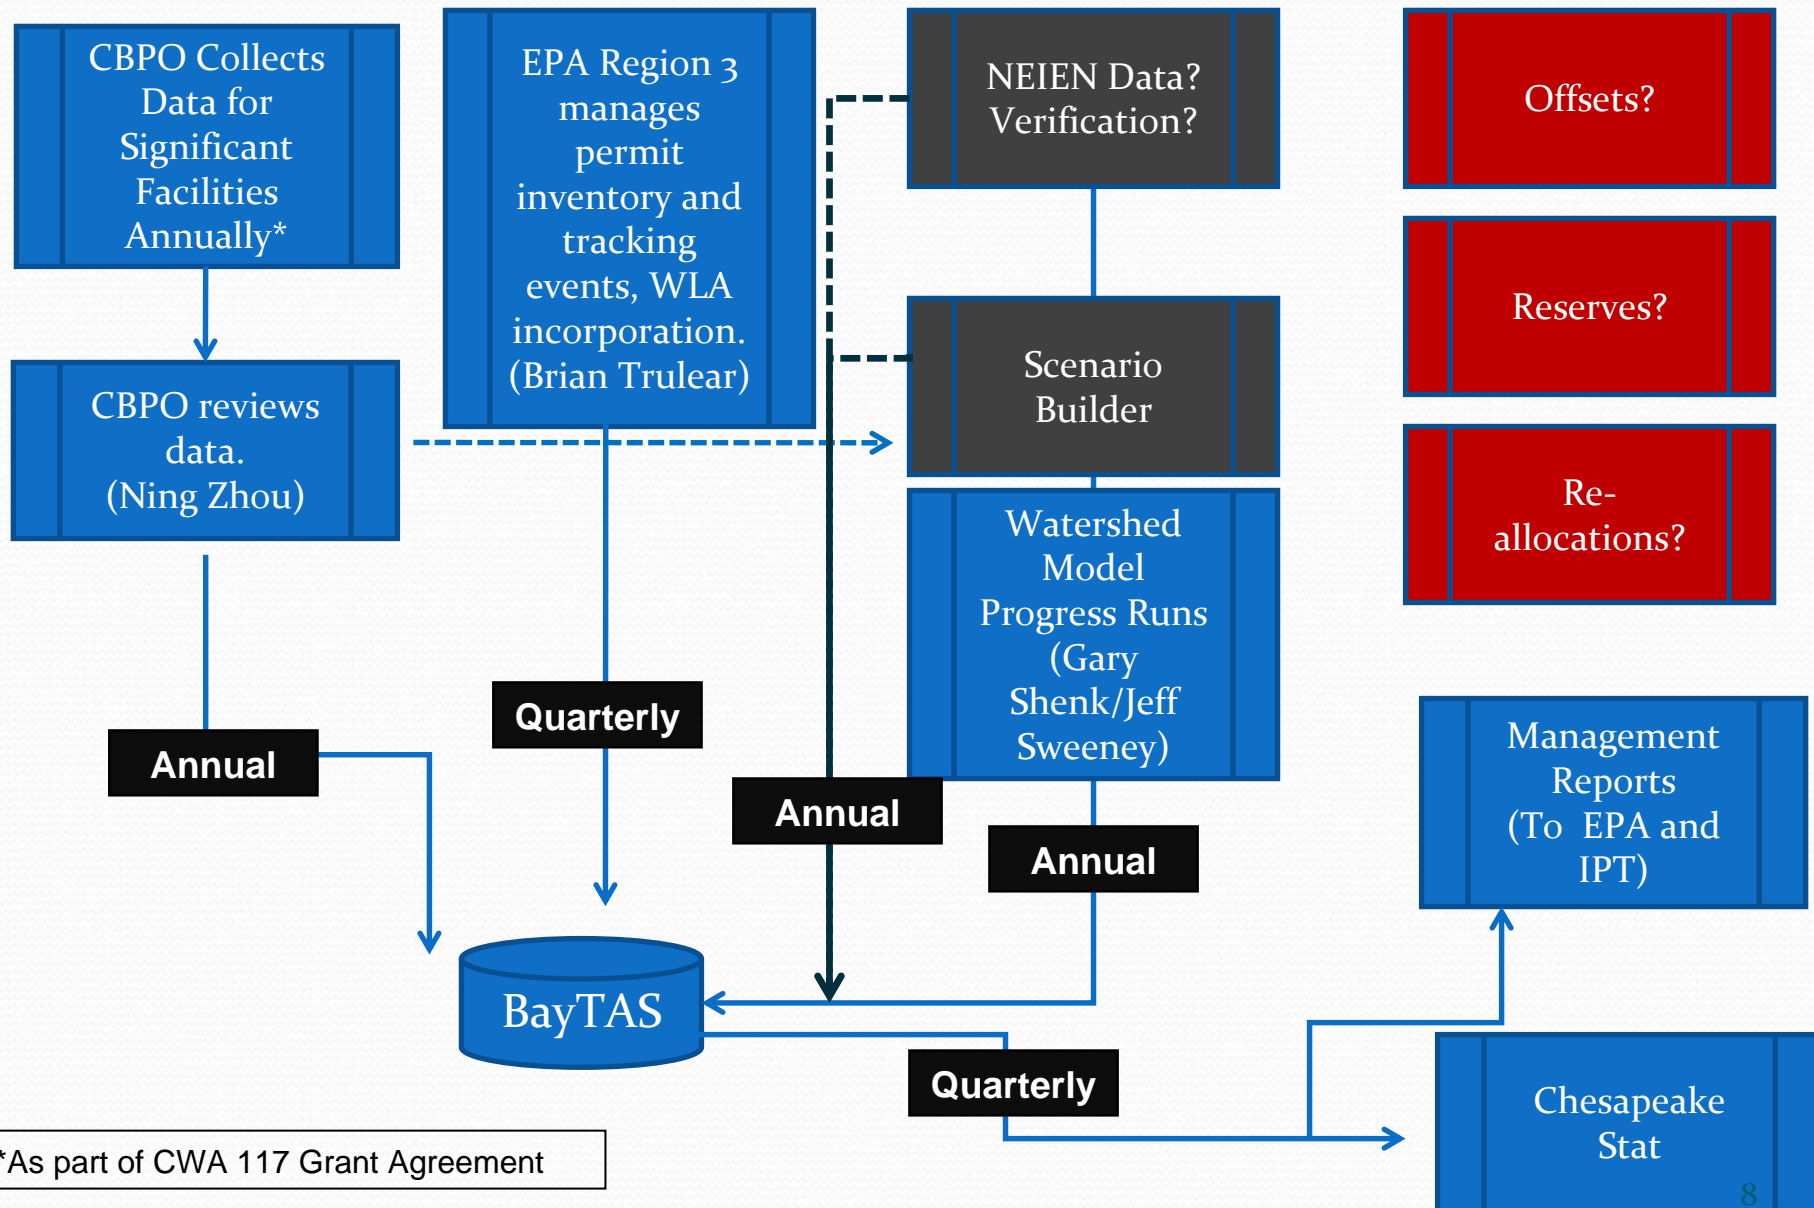 CBPO Collects
Data for
Significant
Facilities
Annually*
CBPO reviews
data.
(Ning Zhou)
EPA Region 3
manages
permit
inventory and
tracking
events, WLA
incorporation.
(Brian Trulear)
NEIEN Data?
Verification?
Scenario
Builder
Watershed
Model
Progress Runs
(Gary
Shenk/Jeff
Sweeney)
Offsets?
Reserves?
Re-
allocations?
Annual
Quarterly
Annual
Annual
BayTAS
Quarterly
Management
Reports
(To EPA and
IPT)
Chesapeake
Stat
*As part of CWA 117 Grant Agreement
8